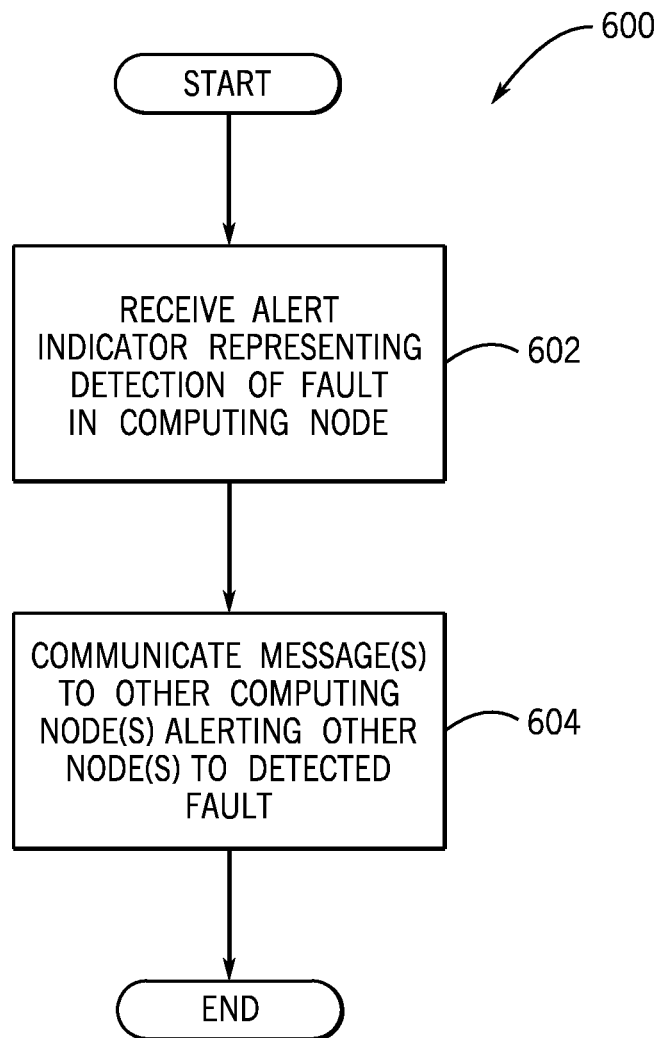 600
START
RECEIVE ALERT
INDICATOR REPRESENTING
DETECTION OF FAULT
IN COMPUTING NODE
602
COMMUNICATE MESSAGE(S)
TO OTHER COMPUTING
NODE(S) ALERTING OTHER
NODE(S) TO DETECTED
FAULT
604
END